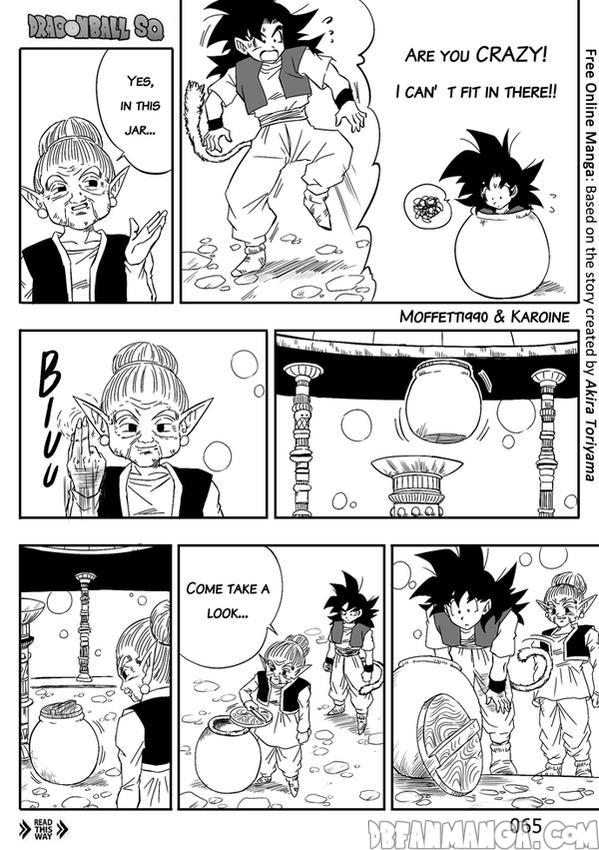 DRAGONBALL SQ
YES,
IN THIS
JAR...
ARE YOU CRAZY!
I CAN'T FIT IN THERE!!
Free Online Manga: Based on the story created by Akira Toriyama
MOFFETT1990 & KAROINE
BIUU
COME TAKE A
LOOK...
READ
THIS
WAY
065
DBFANMANGA.COM